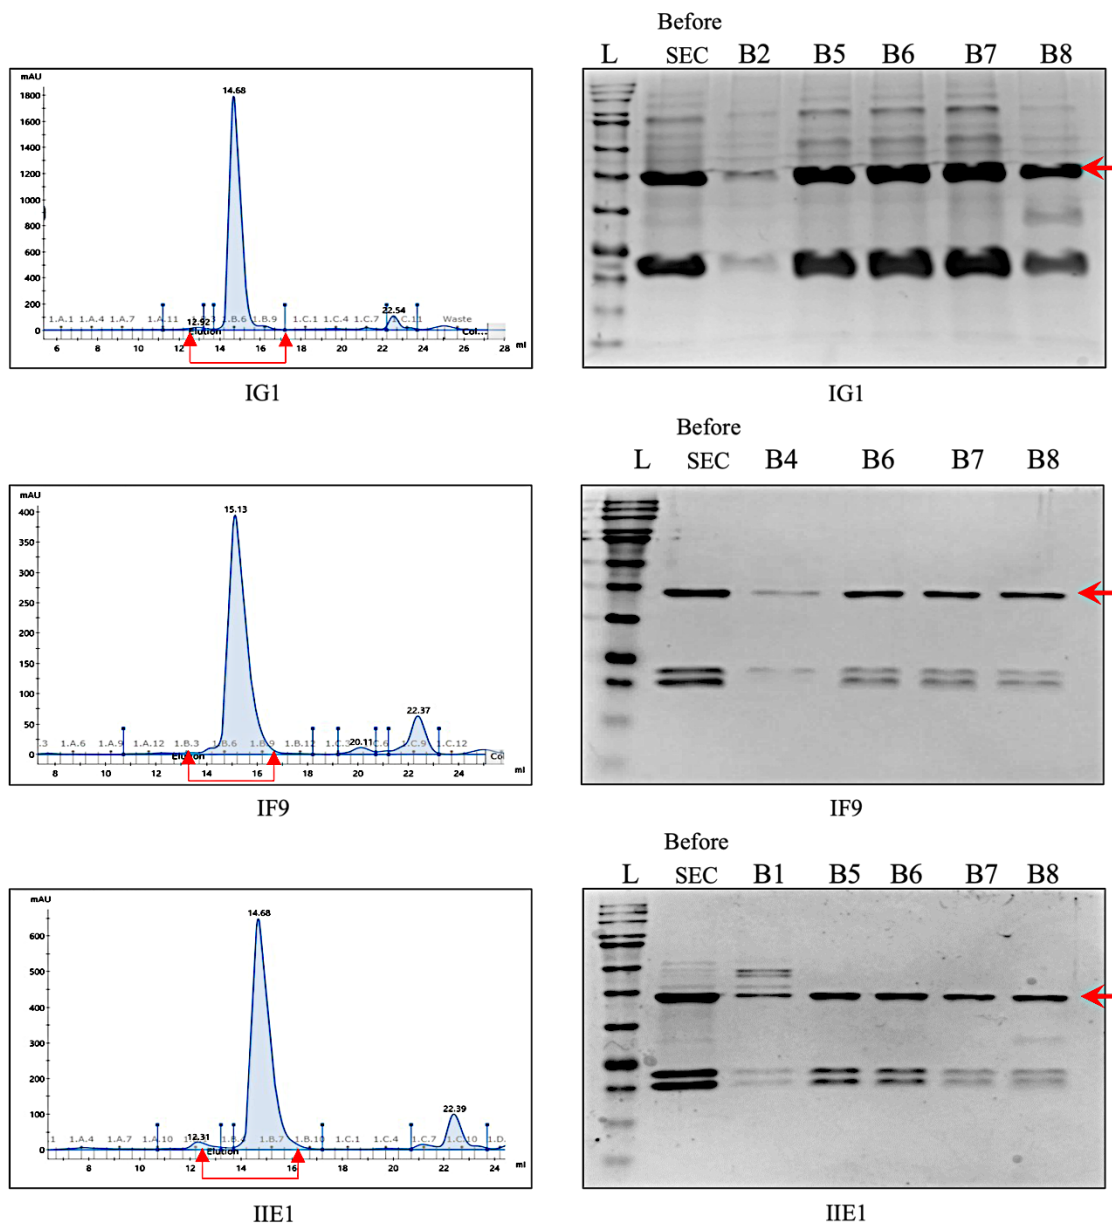 Before
L SEC B2 B5 B6 B7 B8
mAU
14.68
1800
1600
1400
1200
1000
800
600
400
200
0
1.A.1 1.A.4 1.A.7 1.A.11 1.B.6 1.B.9 1.C.1 1.C.4 1.C.7 Waste
12.92 22.54
Elution Col...
6 8 10 12 14 16 18 20 22 24 26 28 ml
IG1
IG1
Before
L SEC B4 B6 B7 B8
mAU
15.13
400
350
300
250
200
150
100
50
0
22.37
1.A.6 1.A.9 1.A.12 1.B.3 1.B.6 1.B.9 1.B.12 1.C.3 1.C.9 1.C.12
20.11
Elution Co
8 10 12 14 16 18 20 22 24 ml
IF9
IF9
Before
L SEC B1 B5 B6 B7 B8
mAU
14.68
600
500
400
300
200
100
0
22.39
1.A.4 1.A.7 1.A.10 1.B.4 1.B.7 1.B.10 1.C.1 1.C.4 1.C.7 1.C.10 1.D.
12.31
Elution
8 10 12 14 16 18 20 22 24 ml
IIE1
IIE1